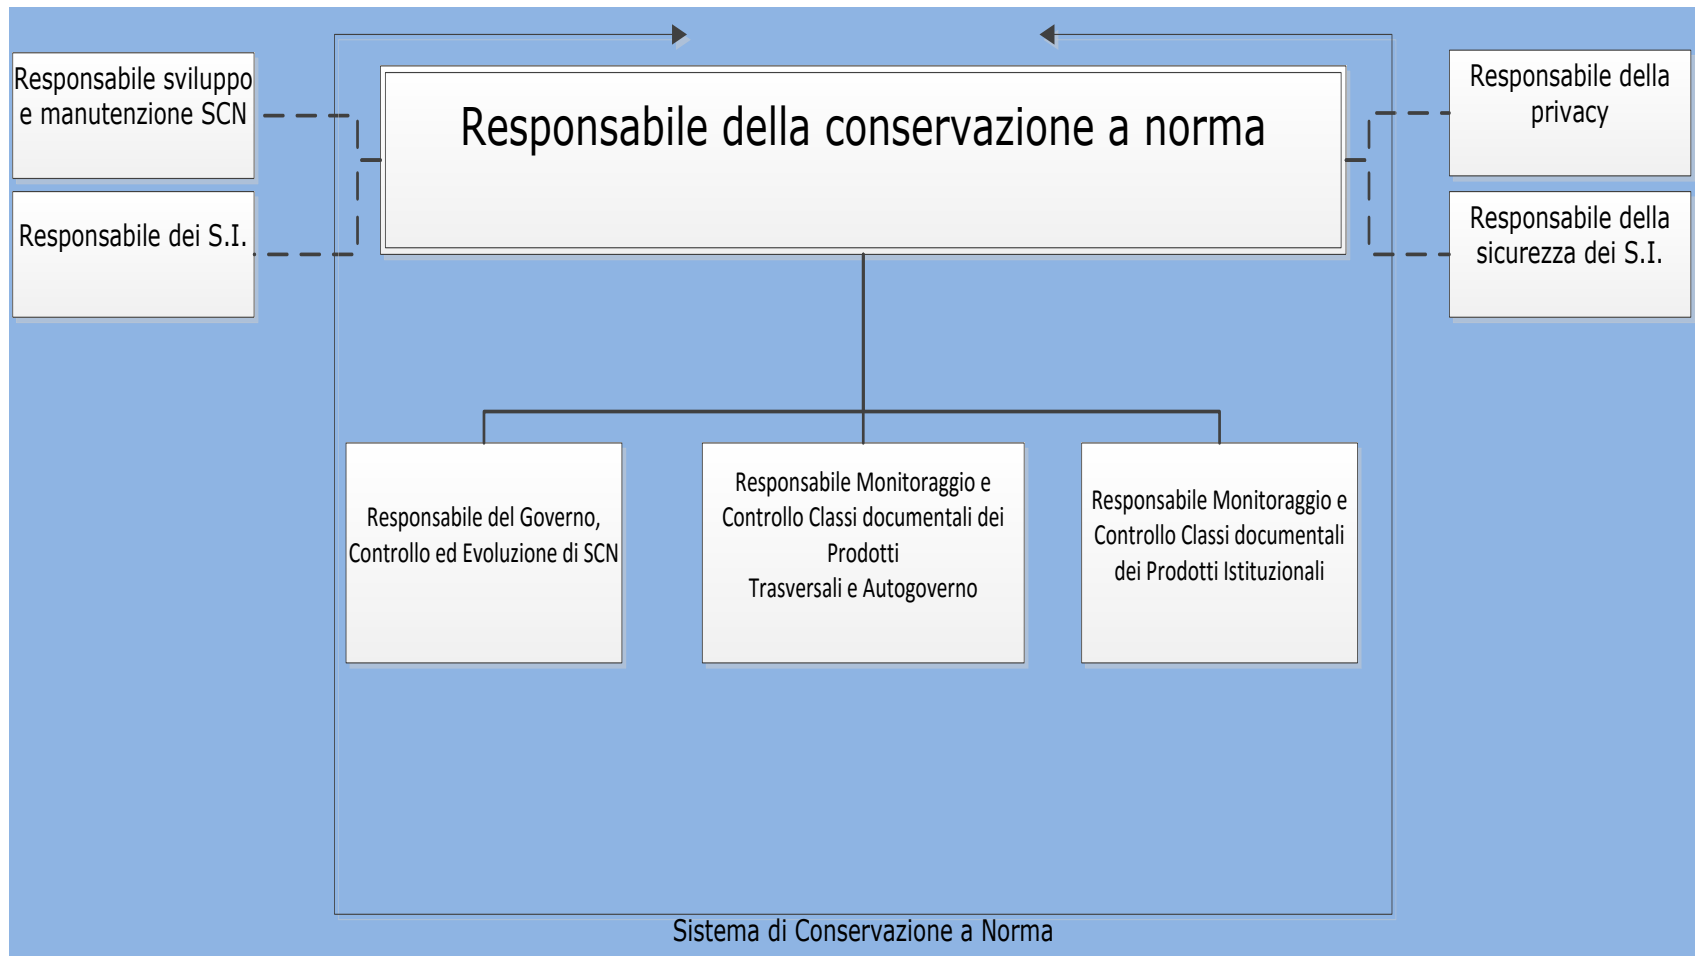 Responsabile sviluppo
e manutenzione SCN
Responsabile dei S.I.
Responsabile della conservazione a norma
Responsabile della
privacy
Responsabile della
sicurezza dei S.I.
Responsabile del Governo,
Controllo ed Evoluzione di SCN
Responsabile Monitoraggio e
Controllo Classi documentali dei
Prodotti
Trasversali e Autogoverno
Responsabile Monitoraggio e
Controllo Classi documentali
dei Prodotti Istituzionali
Sistema di Conservazione a Norma